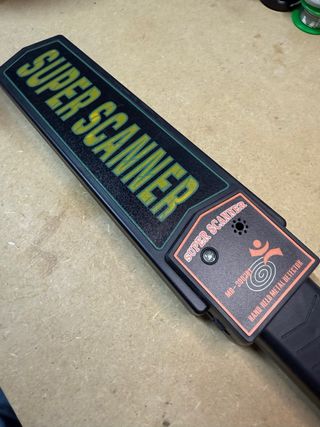 SUPER SCANNER
SUPER SCANNER
MD-3003B1
HAND HELD METAL DETECTOR